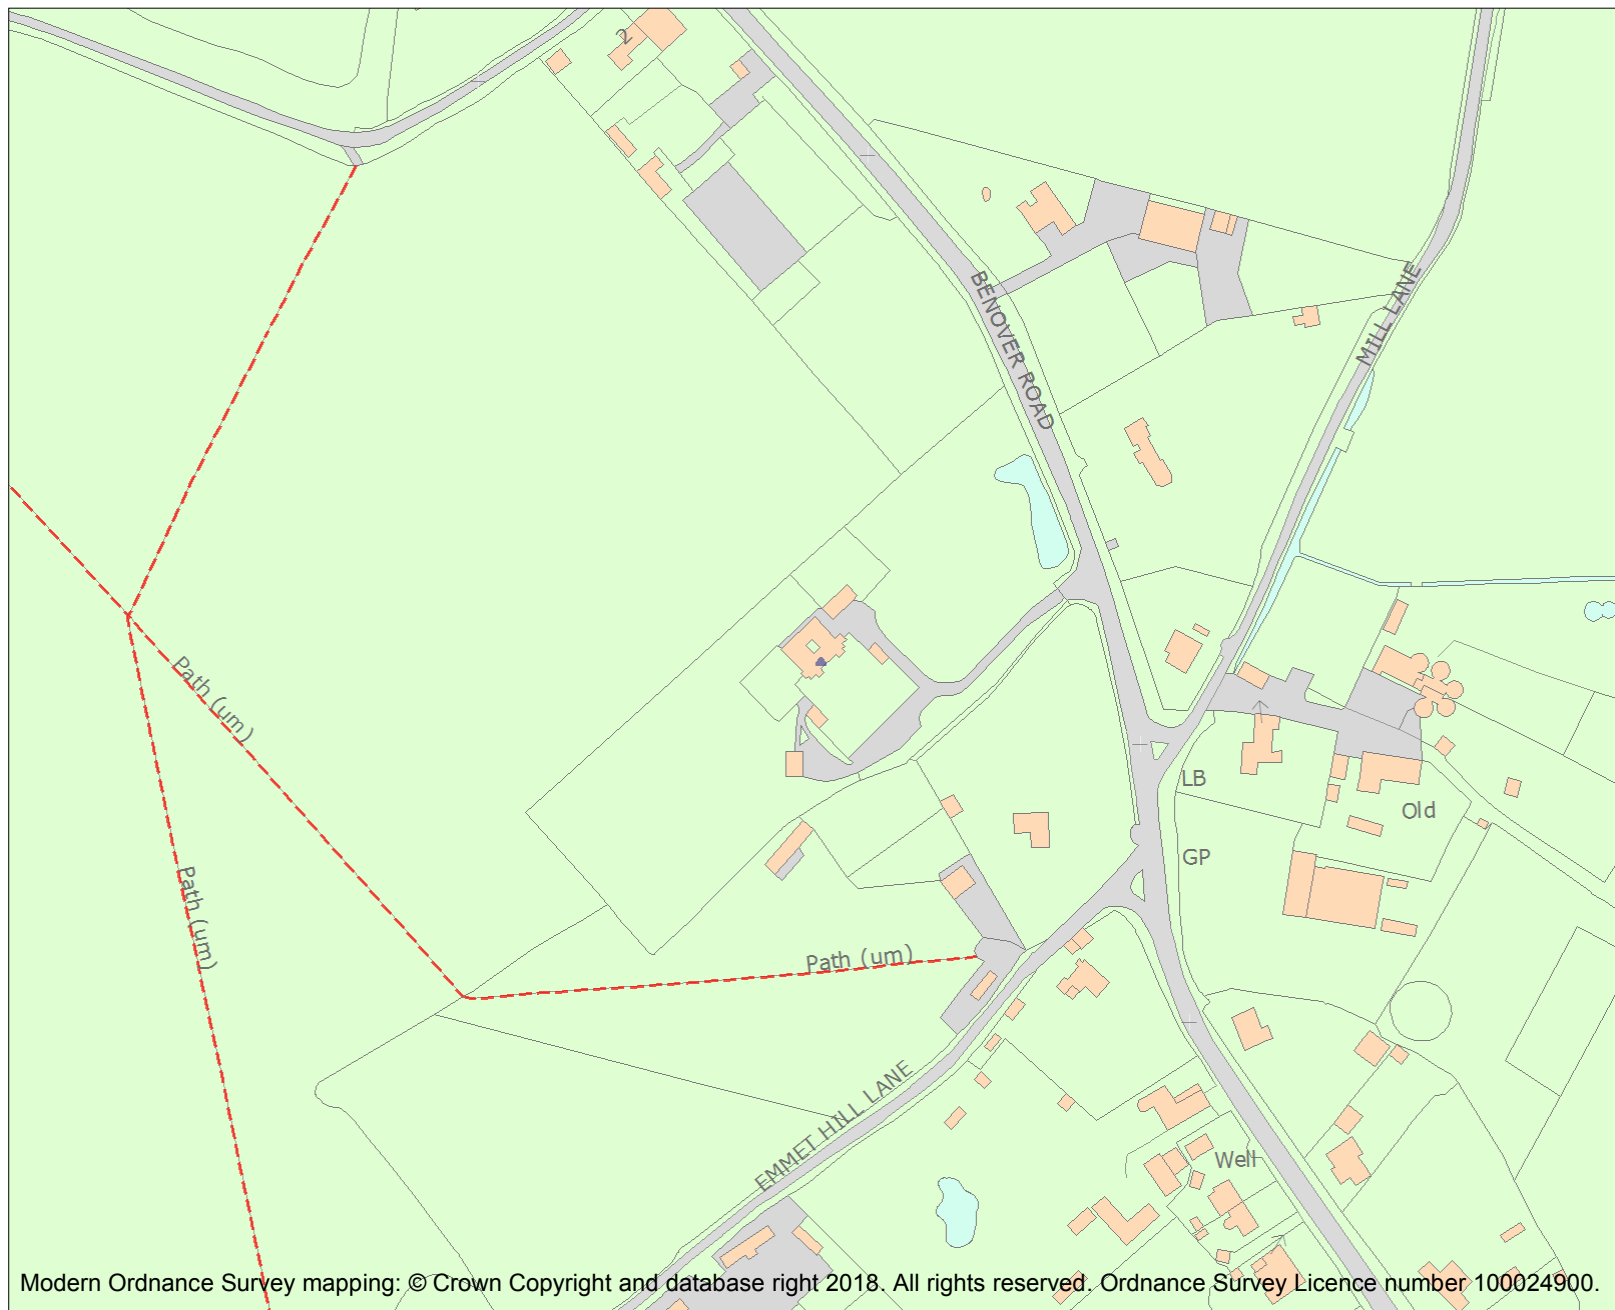 2
BENOVER ROAD
MILL LANE
Path (um)
LB
Old
GP
Path (um)
Path (um)
EMMET HILL LANE
Well
Modern Ordnance Survey mapping: © Crown Copyright and database right 2018. All rights reserved. Ordnance Survey Licence number 100024900.